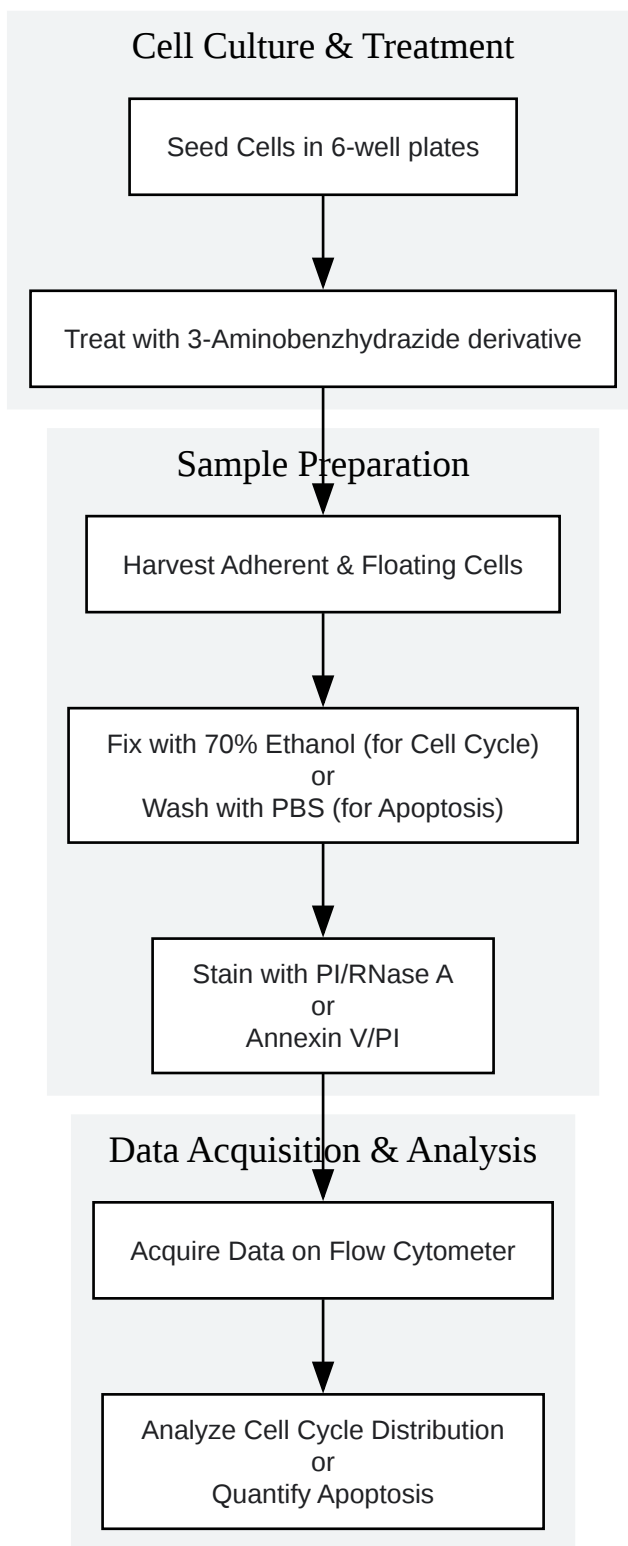 Cell Culture & Treatment
Seed Cells in 6-well plates
Treat with 3-Aminobenzhydrazide derivative
Sample Preparation
Harvest Adherent & Floating Cells
Fix with 70% Ethanol (for Cell Cycle)
or
Wash with PBS (for Apoptosis)
Stain with PI/RNase A
or
Annexin V/PI
Data Acquisition & Analysis
Acquire Data on Flow Cytometer
Analyze Cell Cycle Distribution
or
Quantify Apoptosis